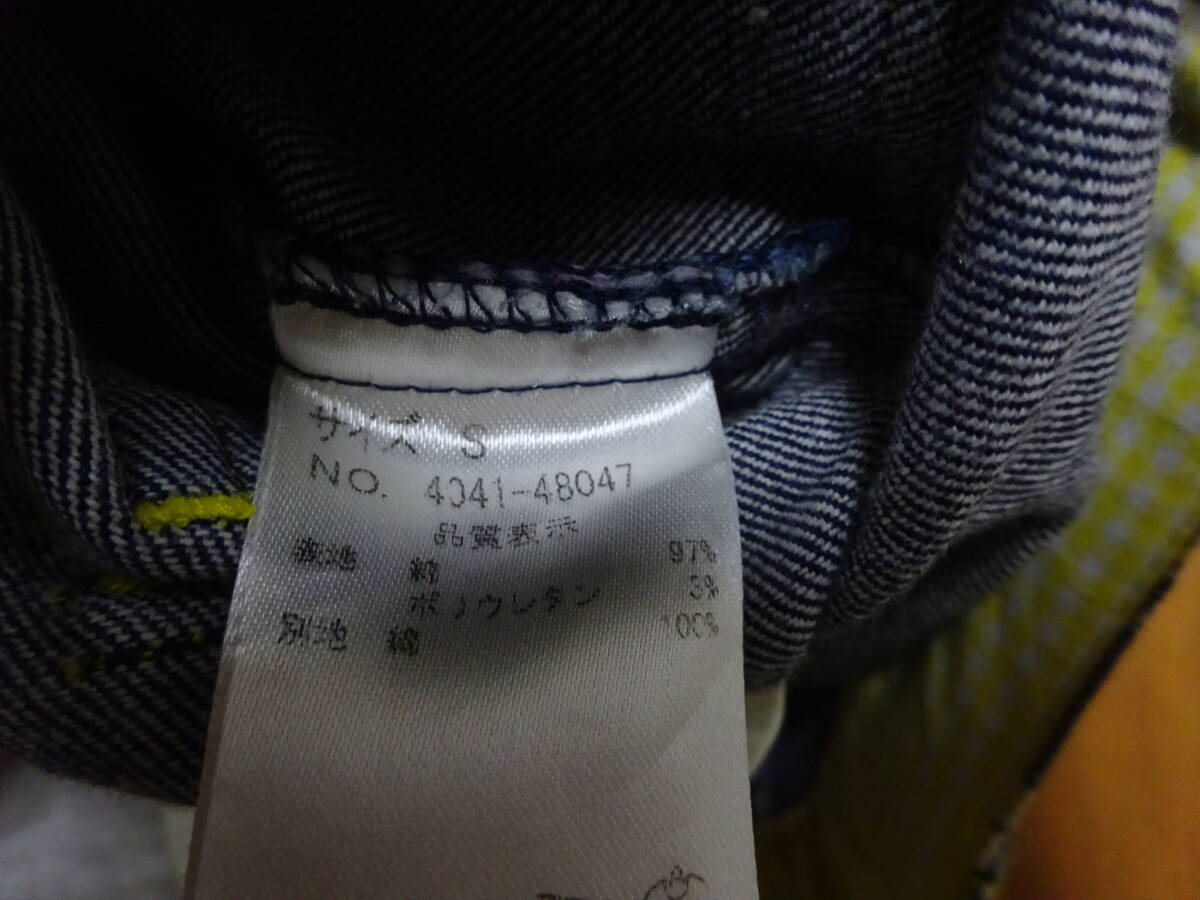 サイズ S
NO. 4041-48047
品質表示
表地 綿 97%
ポリウレタン 3%
別地 綿 100%